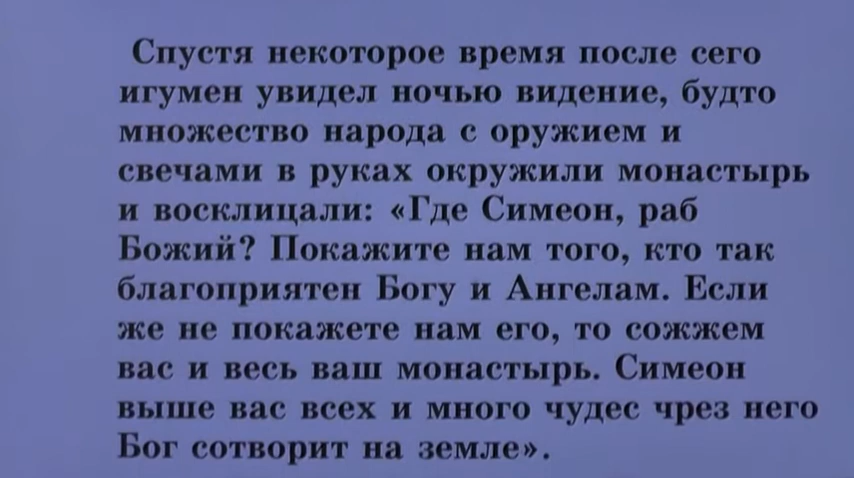 Спустя некоторое время после сего
игумен увидел ночью видение, будто
множество народа с оружием и
свечами в руках окружили монастырь
и восклицали: «Где Симеон, раб
Божий? Покажите нам того, кто так
благоприятен Богу и Ангелам. Если
же не покажете нам его, то сожжем
вас и весь ваш монастырь. Симеон
выше вас всех и много чудес чрез него
Бог сотворит на земле».